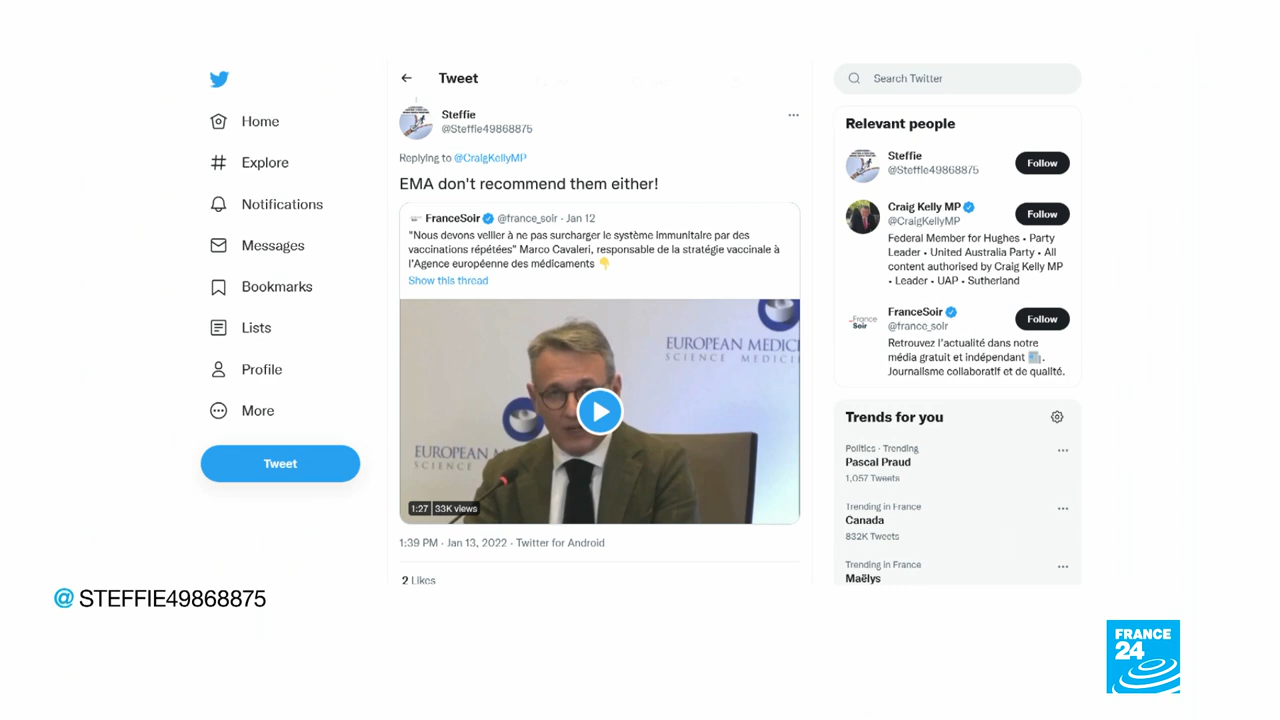 Home
Explore
Notifications
Messages
Bookmarks
Lists
Profile
More
Tweet
Tweet
Steffie
@Steffie49868875
Replying to @CraigKellyMP
EMA don't recommend them either!
FranceSoir @france_soir · Jan 12
"Nous devons veiller à ne pas surcharger le système immunitaire par des
vaccinations répétées" Marco Cavaleri, responsable de la stratégie vaccinale à
l'Agence européenne des médicaments 👇
Show this thread
EUROPEAN MEDICI
SCIENCE MEDICI
EUROPEAN M
SCIENCE
1:27 33K views
1:39 PM · Jan 13, 2022 · Twitter for Android
2 Likes
Search Twitter
Relevant people
Steffie
@Steffie49868875
Follow
Craig Kelly MP
@CraigKellyMP
Follow
Federal Member for Hughes • Party
Leader • United Australia Party • All
content authorised by Craig Kelly MP
• Leader • UAP • Sutherland
France
Soir
FranceSoir
@france_soir
Follow
Retrouvez l'actualité dans notre
média gratuit et indépendant 📰.
Journalisme collaboratif et de qualité.
Trends for you
Politics · Trending
Pascal Praud
1,057 Tweets
Trending in France
Canada
832K Tweets
Trending in France
Maëlys
@STEFFIE49868875
FRANCE
24